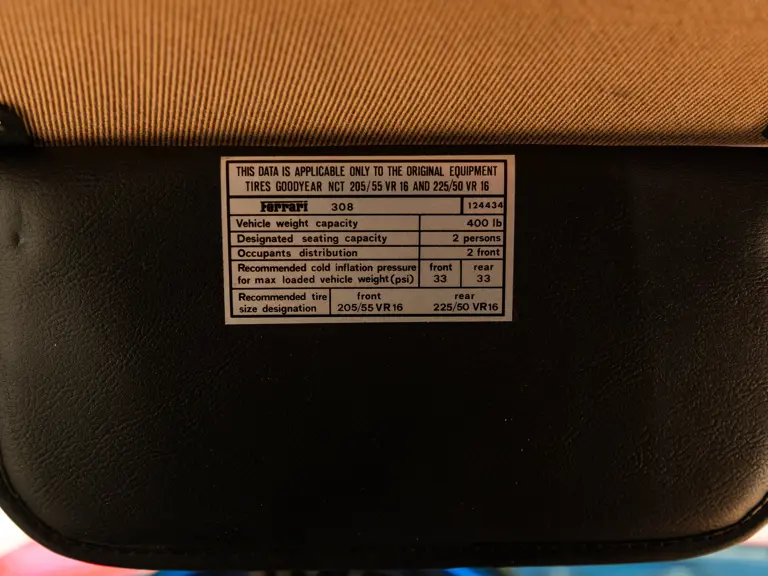 THIS DATA IS APPLICABLE ONLY TO THE ORIGINAL EQUIPMENT
TIRES GOODYEAR NCT 205/55 VR 16 AND 225/50 VR 16
Ferrari 308 124434
Vehicle weight capacity 400 lb
Designated seating capacity 2 persons
Occupants distribution 2 front
Recommended cold inflation pressure front rear
for max loaded vehicle weight (psi) 33 33
Recommended tire front rear
size designation 205/55 VR16 225/50 VR16